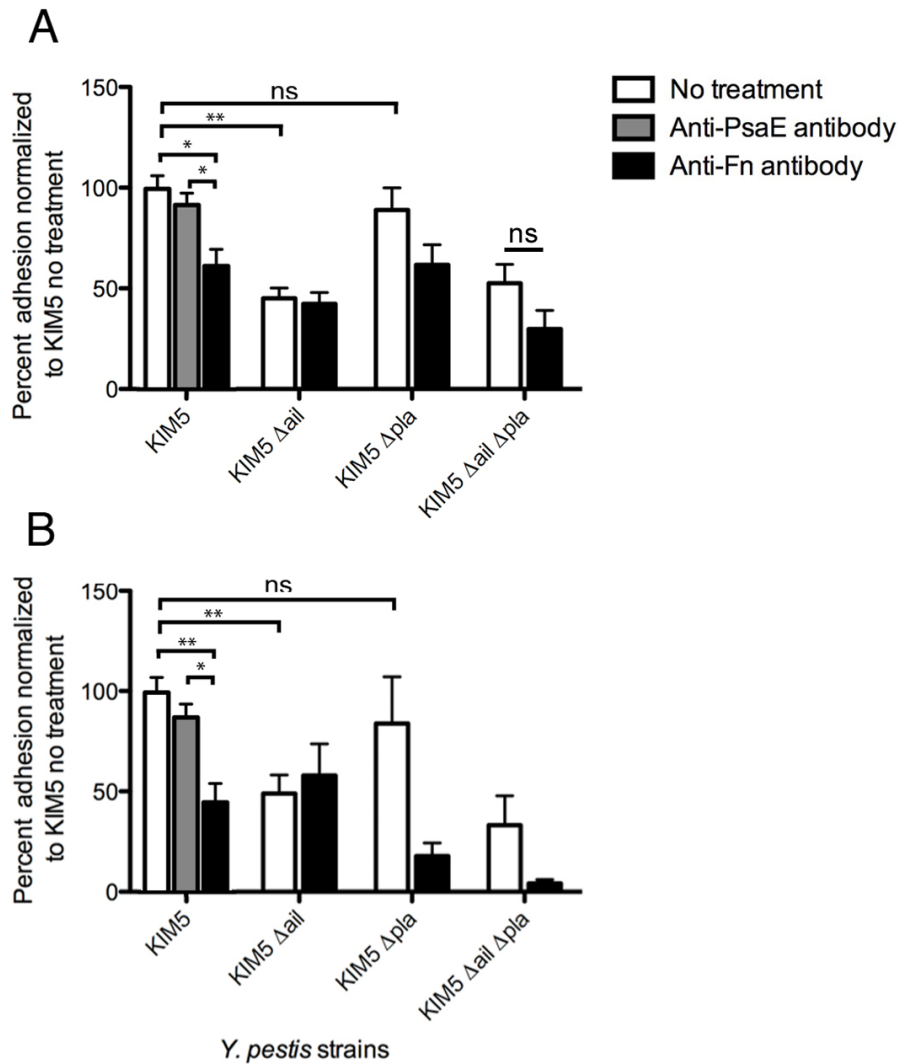 A
No treatment
Anti-PsaE antibody
Anti-Fn antibody
Percent adhesion normalized
to KIM5 no treatment
150
100
50
0
ns
**
*
*
ns
KIM5
KIM5 Δail
KIM5 Δpla
KIM5 Δail Δpla
B
Percent adhesion normalized
to KIM5 no treatment
150
100
50
0
ns
**
**
*
KIM5
KIM5 Δail
KIM5 Δpla
KIM5 Δail Δpla
Y. pestis strains